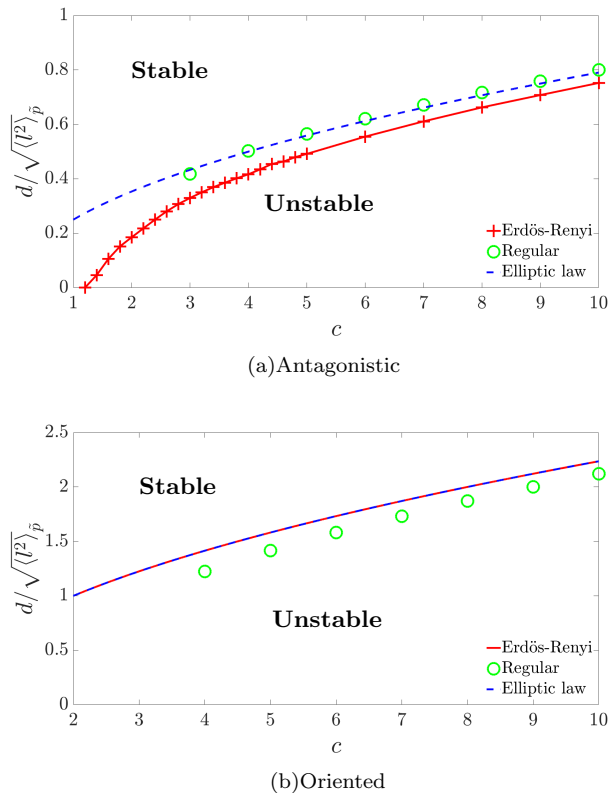 1
0.8
0.6
0.4
0.2
0
d/√⟨l²⟩p̃
Stable
Unstable
Erdös-Renyi
Regular
Elliptic law
1 2 3 4 5 6 7 8 9 10
c
(a)Antagonistic
2.5
2
1.5
1
0.5
0
d/√⟨l²⟩p̃
Stable
Unstable
Erdös-Renyi
Regular
Elliptic law
2 3 4 5 6 7 8 9 10
c
(b)Oriented